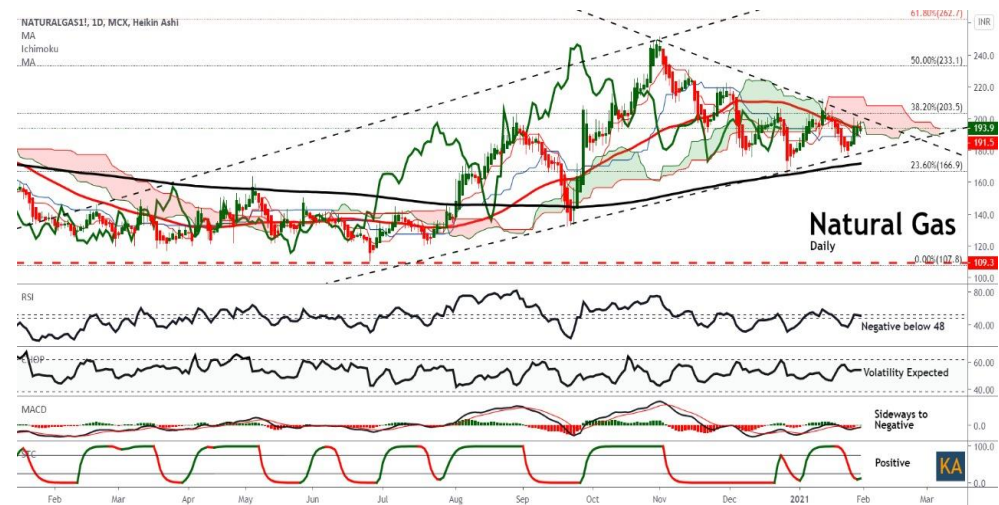 NATURALGAS1!, 1D, MCX, Heikin Ashi
MA
Ichimoku
MA
61.80%(262.7)
INR
50.00%(233.1)
220.0
38.20%(203.5)
200.0
193.9
191.5
180.0
23.60%(166.9)
160.0
140.0
Natural Gas
Daily
120.0
0.00%(107.8)
109.3
100.0
RSI
80.00
Negative below 48
40.00
CHOP
60.00
Volatility Expected
MACD
Sideways to
Negative
0.0
STC
100.0
Positive
KA
0.0
Feb Mar Apr May Jun Jul Aug Sep Oct Nov Dec 2021 Feb Mar